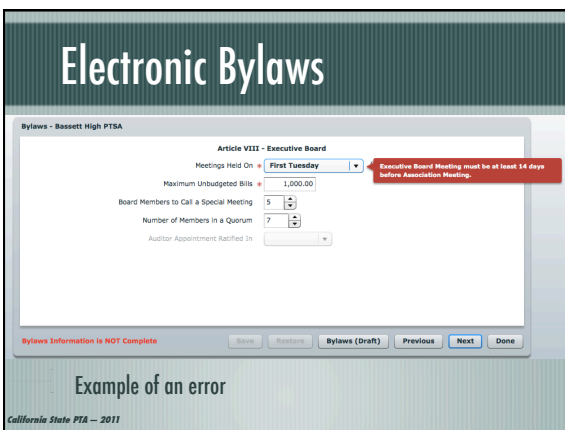 Electronic Bylaws
Bylaws - Bassett High PTSA
Article VIII - Executive Board
Meetings Held On * First Tuesday
Executive Board Meeting must be at least 14 days
before Association Meeting.
Maximum Unbudgeted Bills * 1,000.00
Board Members to Call a Special Meeting 5
Number of Members in a Quorum 7
Auditor Appointment Ratified In
Bylaws Information is NOT Complete Save Restore Bylaws (Draft) Previous Next Done
Example of an error
California State PTA — 2011